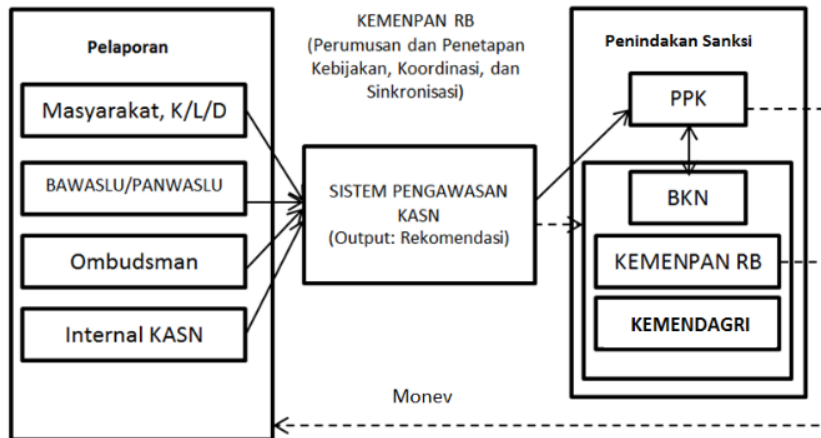 Pelaporan
Masyarakat, K/L/D
BAWASLU/PANWASLU
Ombudsman
Internal KASN
KEMENPAN RB
(Perumusan dan Penetapan
Kebijakan, Koordinasi, dan
Sinkronisasi)
SISTEM PENGAWASAN
KASN
(Output: Rekomendasi)
Penindakan Sanksi
PPK
BKN
KEMENPAN RB
KEMENDAGRI
Monev